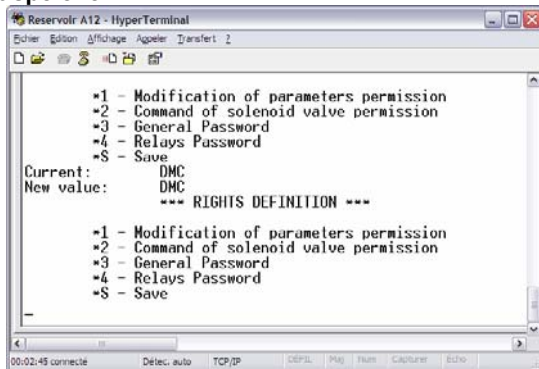 Reservoir A12 - HyperTerminal
Fichier Edition Affichage Appeler Transfert ?
*1 - Modification of parameters permission
*2 - Command of solenoid valve permission
*3 - General Password
*4 - Relays Password
*S - Save
Current: DMC
New value: DMC
*** RIGHTS DEFINITION ***
*1 - Modification of parameters permission
*2 - Command of solenoid valve permission
*3 - General Password
*4 - Relays Password
*S - Save
_
00:02:45 connecté Détec. auto TCP/IP DÉFIL Maj Num Capturer Echo